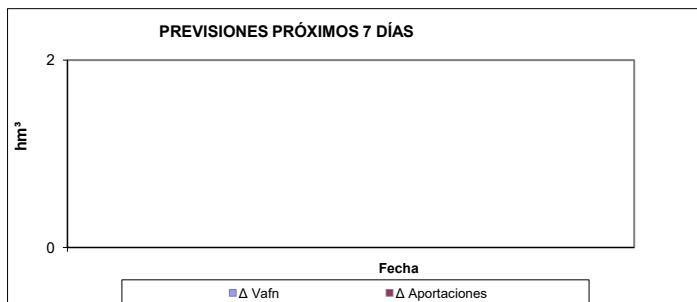 PREVISIONES PRÓXIMOS 7 DÍAS
2
hm³
0
Fecha
Δ Vafn Δ Aportaciones